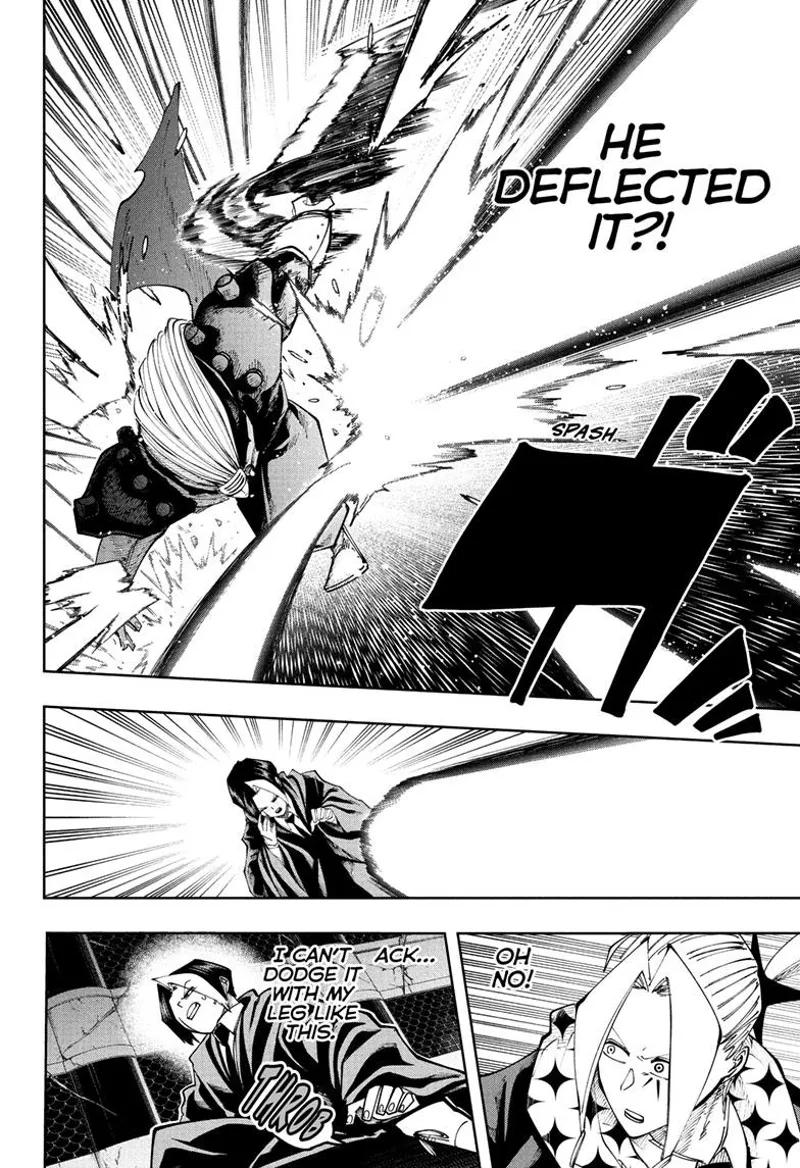 HE
DEFLECTED
IT?!
SPASH...
OH
NO!
ACK...
I CAN'T
DODGE IT
WITH MY
LEG LIKE
THIS.
THROB